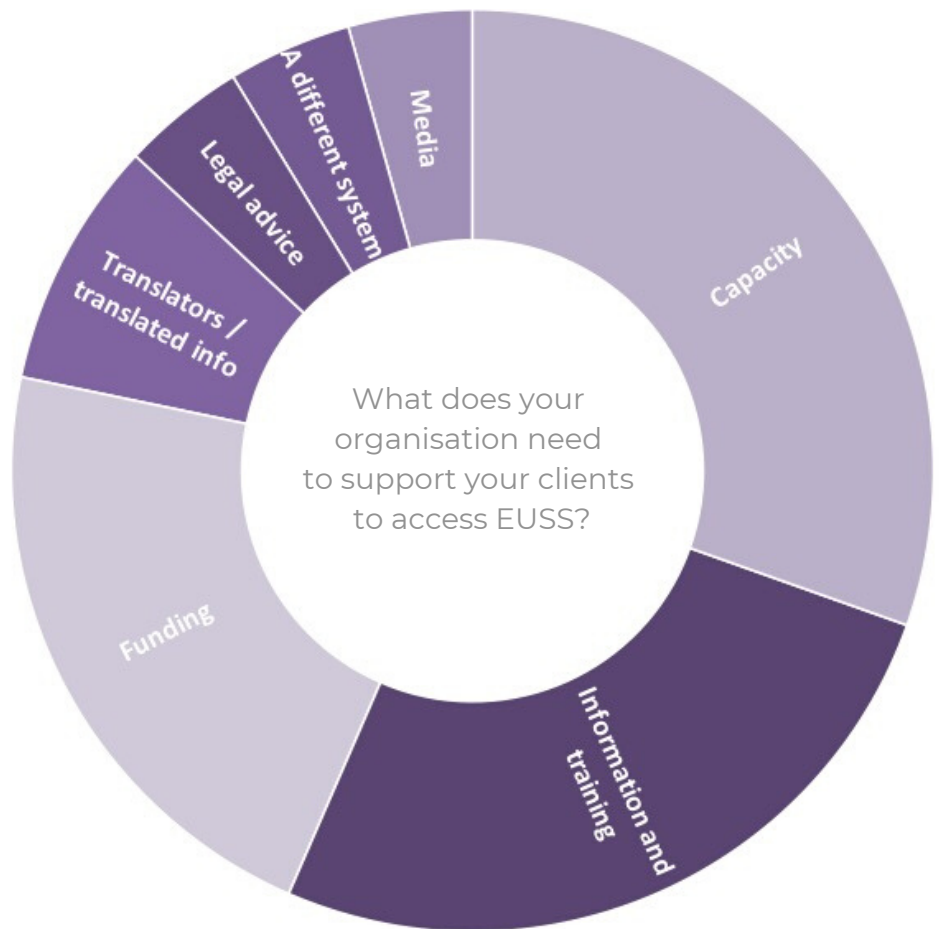 What does your
organisation need
to support your clients
to access EUSS?
Capacity
Information and
training
Funding
Translators /
translated info
Legal advice
A different system
Media